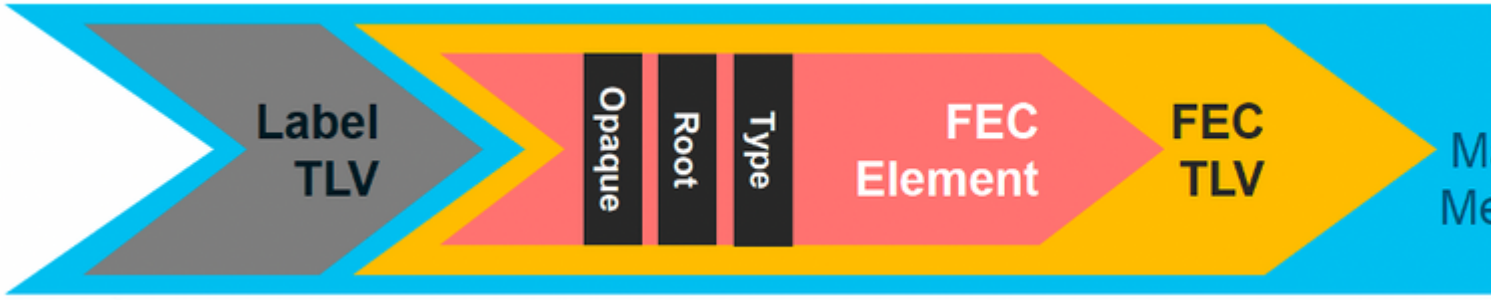 Label
TLV
Opaque
Root
Type
FEC
Element
FEC
TLV